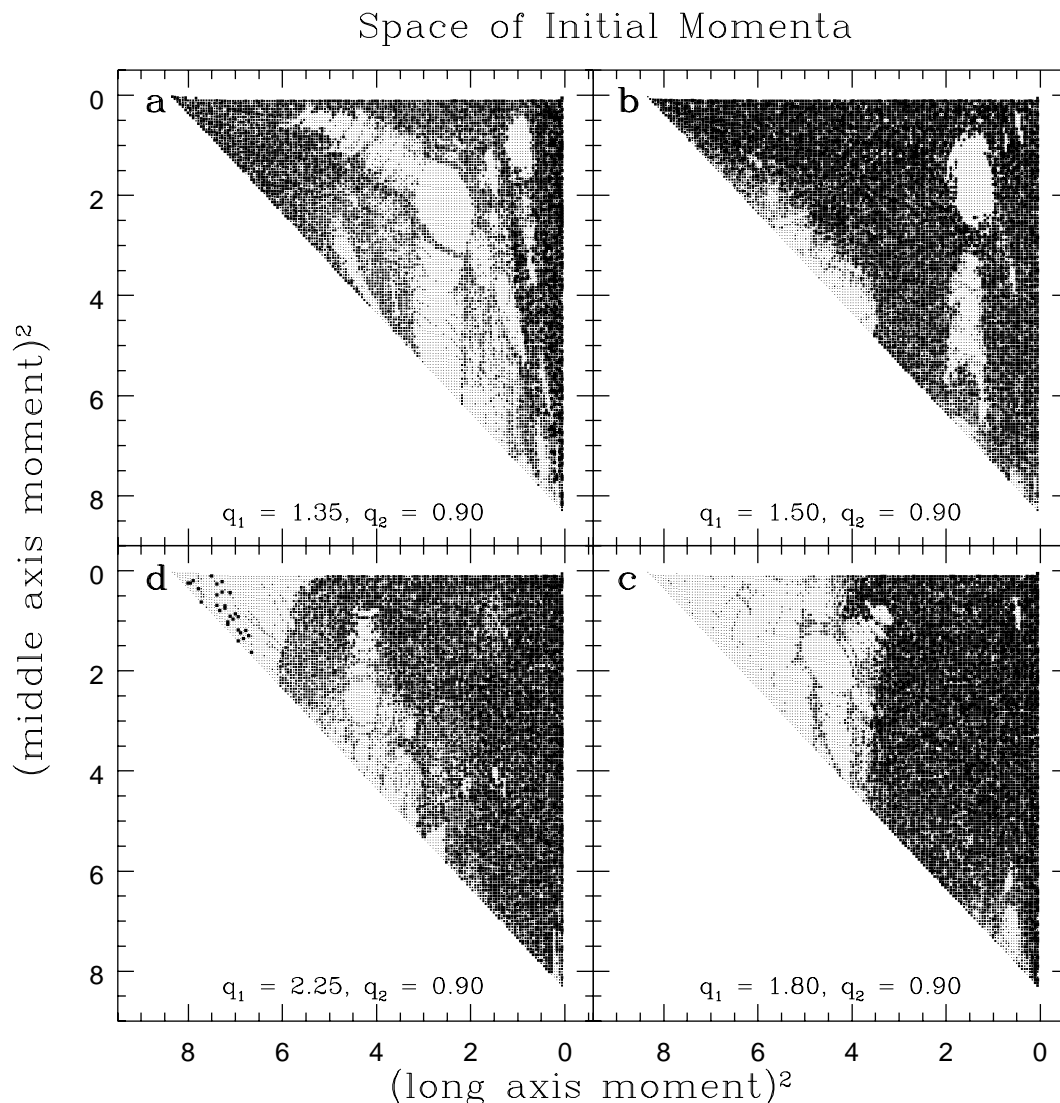 Space of Initial Momenta
a
b
0
2
4
6
8
q1 = 1.35, q2 = 0.90
q1 = 1.50, q2 = 0.90
d
c
0
2
4
6
8
q1 = 2.25, q2 = 0.90
q1 = 1.80, q2 = 0.90
8 6 4 2 0
8 6 4 2 0
(long axis moment)²
(middle axis moment)²